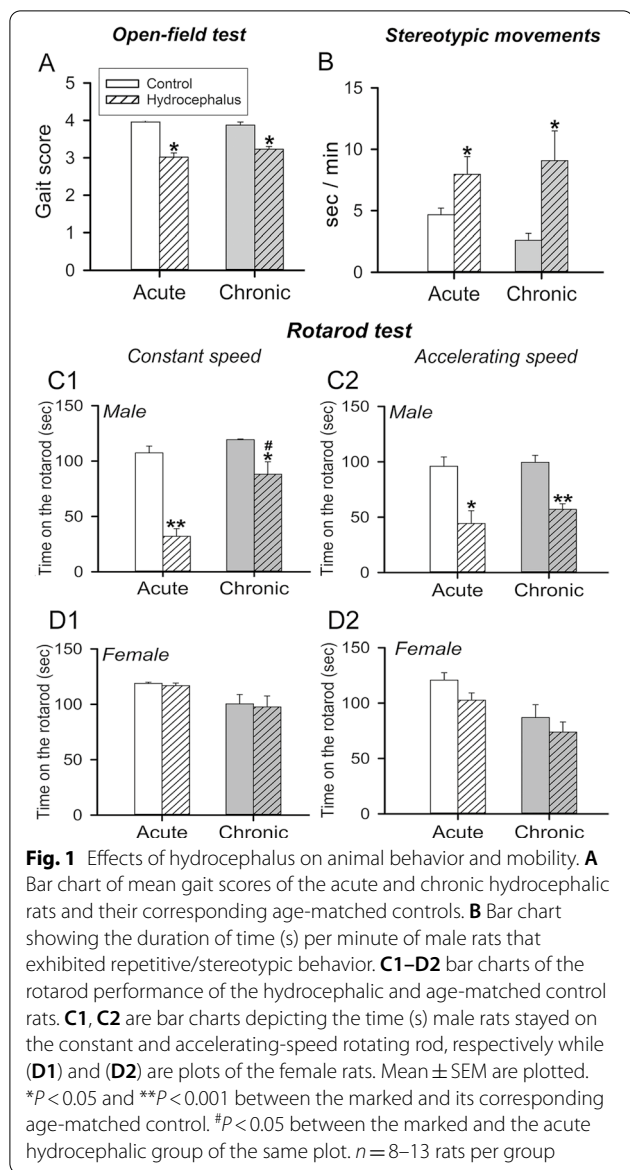 Open-field test
Stereotypic movements
A
Control
Hydrocephalus
Gait score
5
4
3
2
1
0
*
*
Acute
Chronic
B
sec / min
15
10
5
0
*
*
Acute
Chronic
Rotarod test
Constant speed
Accelerating speed
C1
Male
Time on the rotarod (sec)
150
100
50
0
**
#
*
Acute
Chronic
C2
Male
Time on the rotarod (sec)
150
100
50
0
*
**
Acute
Chronic
D1
Female
Time on the rotarod (sec)
150
100
50
0
Acute
Chronic
D2
Female
Time on the rotarod (sec)
150
100
50
0
Acute
Chronic
Fig. 1 Effects of hydrocephalus on animal behavior and mobility. A
Bar chart of mean gait scores of the acute and chronic hydrocephalic
rats and their corresponding age-matched controls. B Bar chart
showing the duration of time (s) per minute of male rats that
exhibited repetitive/stereotypic behavior. C1–D2 bar charts of the
rotarod performance of the hydrocephalic and age-matched control
rats. C1, C2 are bar charts depicting the time (s) male rats stayed on
the constant and accelerating-speed rotating rod, respectively while
(D1) and (D2) are plots of the female rats. Mean ± SEM are plotted.
*P < 0.05 and **P < 0.001 between the marked and its corresponding
age-matched control. #P < 0.05 between the marked and the acute
hydrocephalic group of the same plot. n = 8–13 rats per group